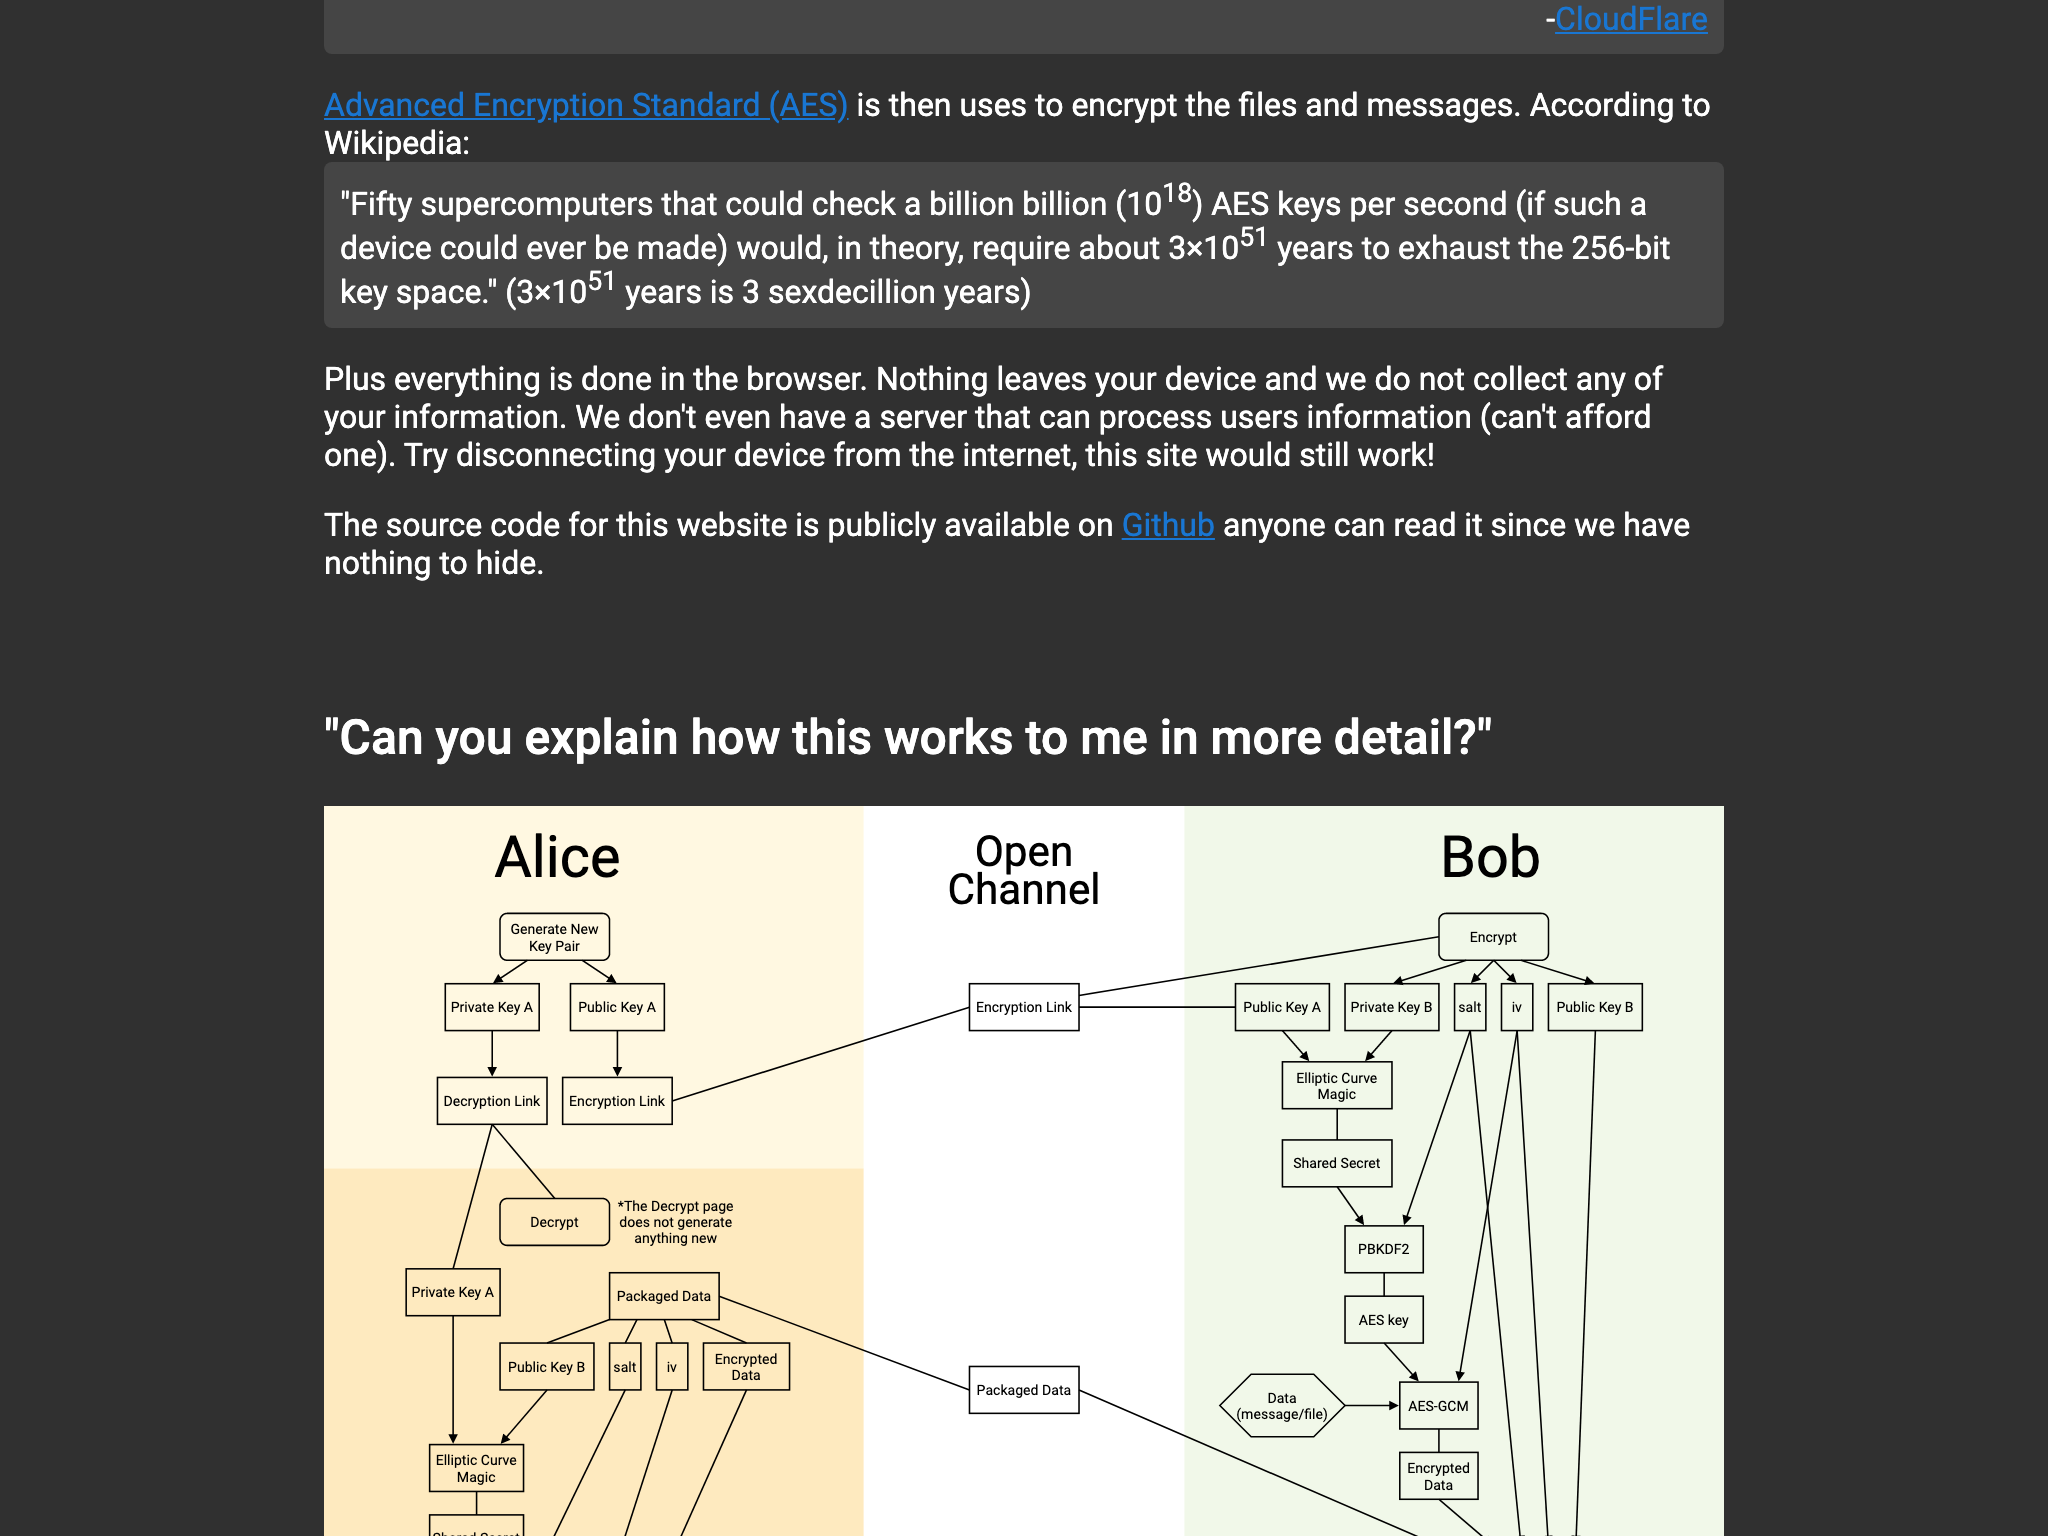 -CloudFlare
Advanced Encryption Standard (AES) is then uses to encrypt the files and messages. According to
Wikipedia:
"Fifty supercomputers that could check a billion billion (10^18) AES keys per second (if such a
device could ever be made) would, in theory, require about 3×10^51 years to exhaust the 256-bit
key space." (3×10^51 years is 3 sexdecillion years)
Plus everything is done in the browser. Nothing leaves your device and we do not collect any of
your information. We don't even have a server that can process users information (can't afford
one). Try disconnecting your device from the internet, this site would still work!
The source code for this website is publicly available on Github anyone can read it since we have
nothing to hide.
"Can you explain how this works to me in more detail?"
Alice
Generate New
Key Pair
Private Key A
Public Key A
Decryption Link
Encryption Link
Decrypt
*The Decrypt page
does not generate
anything new
Private Key A
Packaged Data
Public Key B
salt
iv
Encrypted
Data
Elliptic Curve
Magic
Shared Secret
Open
Channel
Encryption Link
Packaged Data
Bob
Encrypt
Public Key A
Private Key B
salt
iv
Public Key B
Elliptic Curve
Magic
Shared Secret
PBKDF2
AES key
Data
(message/file)
AES-GCM
Encrypted
Data